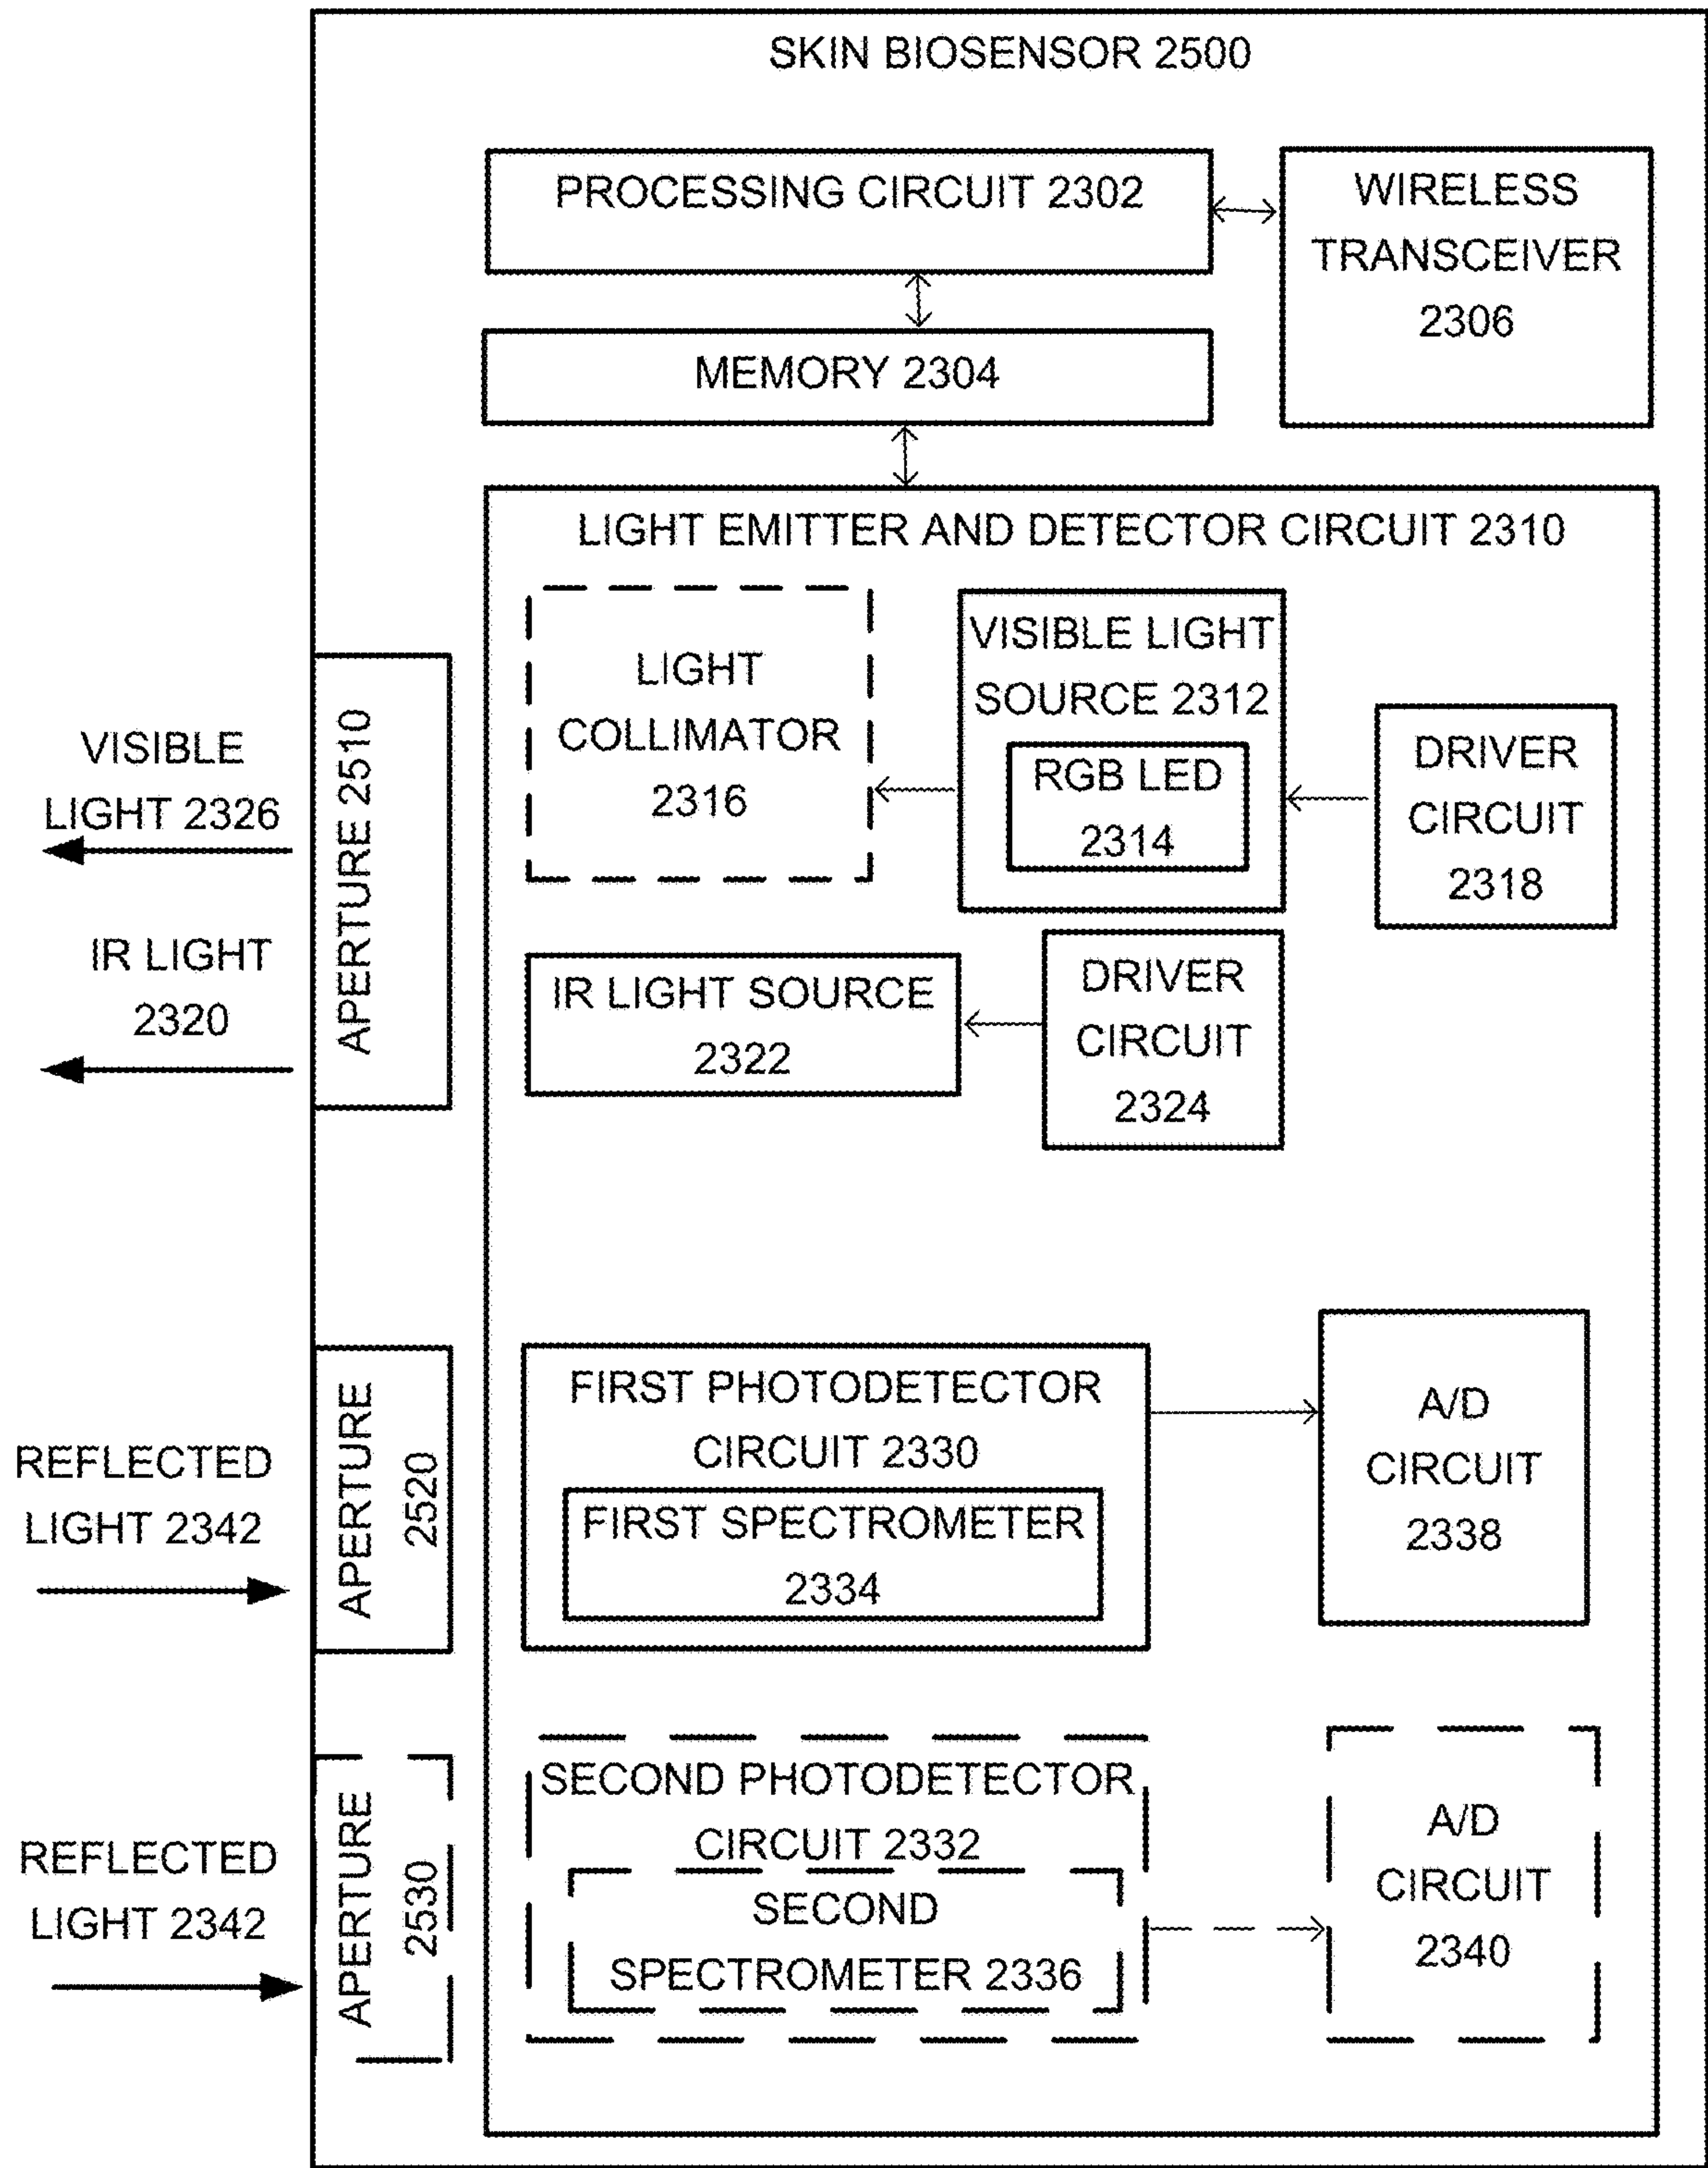 SKIN BIOSENSOR 2500
PROCESSING CIRCUIT 2302
WIRELESS
TRANSCEIVER
2306
MEMORY 2304
LIGHT EMITTER AND DETECTOR CIRCUIT 2310
LIGHT
COLLIMATOR
2316
VISIBLE LIGHT
SOURCE 2312
RGB LED
2314
DRIVER
CIRCUIT
2318
VISIBLE
LIGHT 2326
IR LIGHT
2320
APERTURE 2510
IR LIGHT SOURCE
2322
DRIVER
CIRCUIT
2324
REFLECTED
LIGHT 2342
APERTURE
2520
FIRST PHOTODETECTOR
CIRCUIT 2330
FIRST SPECTROMETER
2334
A/D
CIRCUIT
2338
REFLECTED
LIGHT 2342
APERTURE
2530
SECOND PHOTODETECTOR
CIRCUIT 2332
SECOND
SPECTROMETER 2336
A/D
CIRCUIT
2340